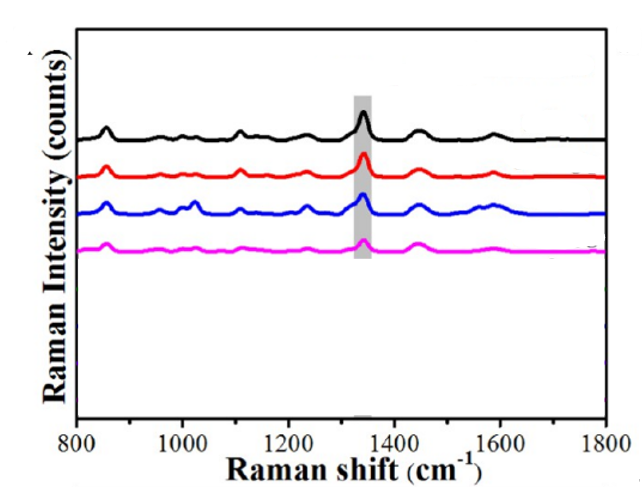 Raman Intensity (counts)
800 1000 1200 1400 1600 1800
Raman shift (cm⁻¹)